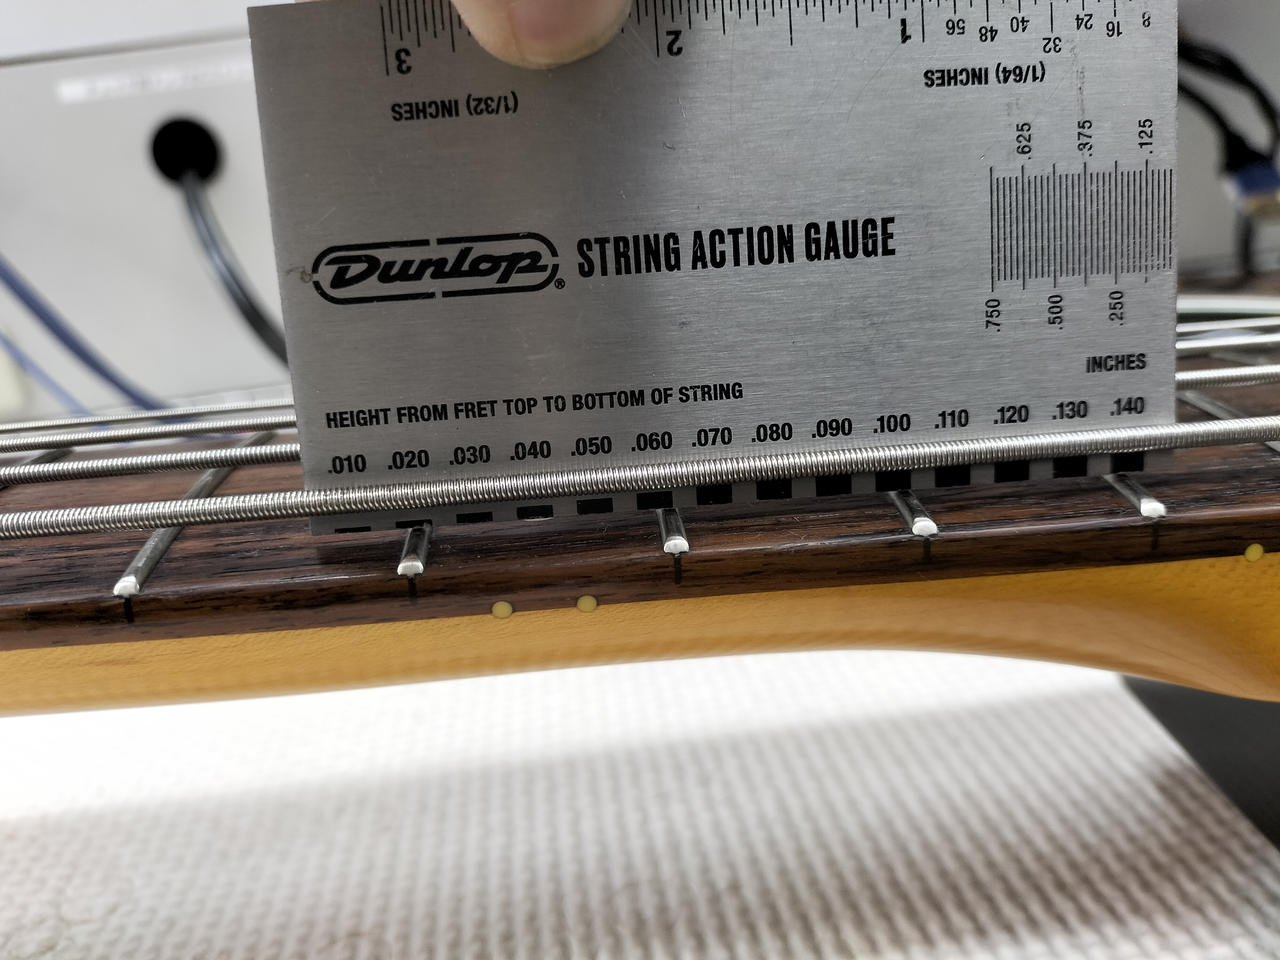 3 2 1 56 48 40 32 24 16 8
(1/32) INCHES (1/64) INCHES
.625 .375 .125
Dunlop® STRING ACTION GAUGE
.750 .500 .250
INCHES
HEIGHT FROM FRET TOP TO BOTTOM OF STRING
.010 .020 .030 .040 .050 .060 .070 .080 .090 .100 .110 .120 .130 .140